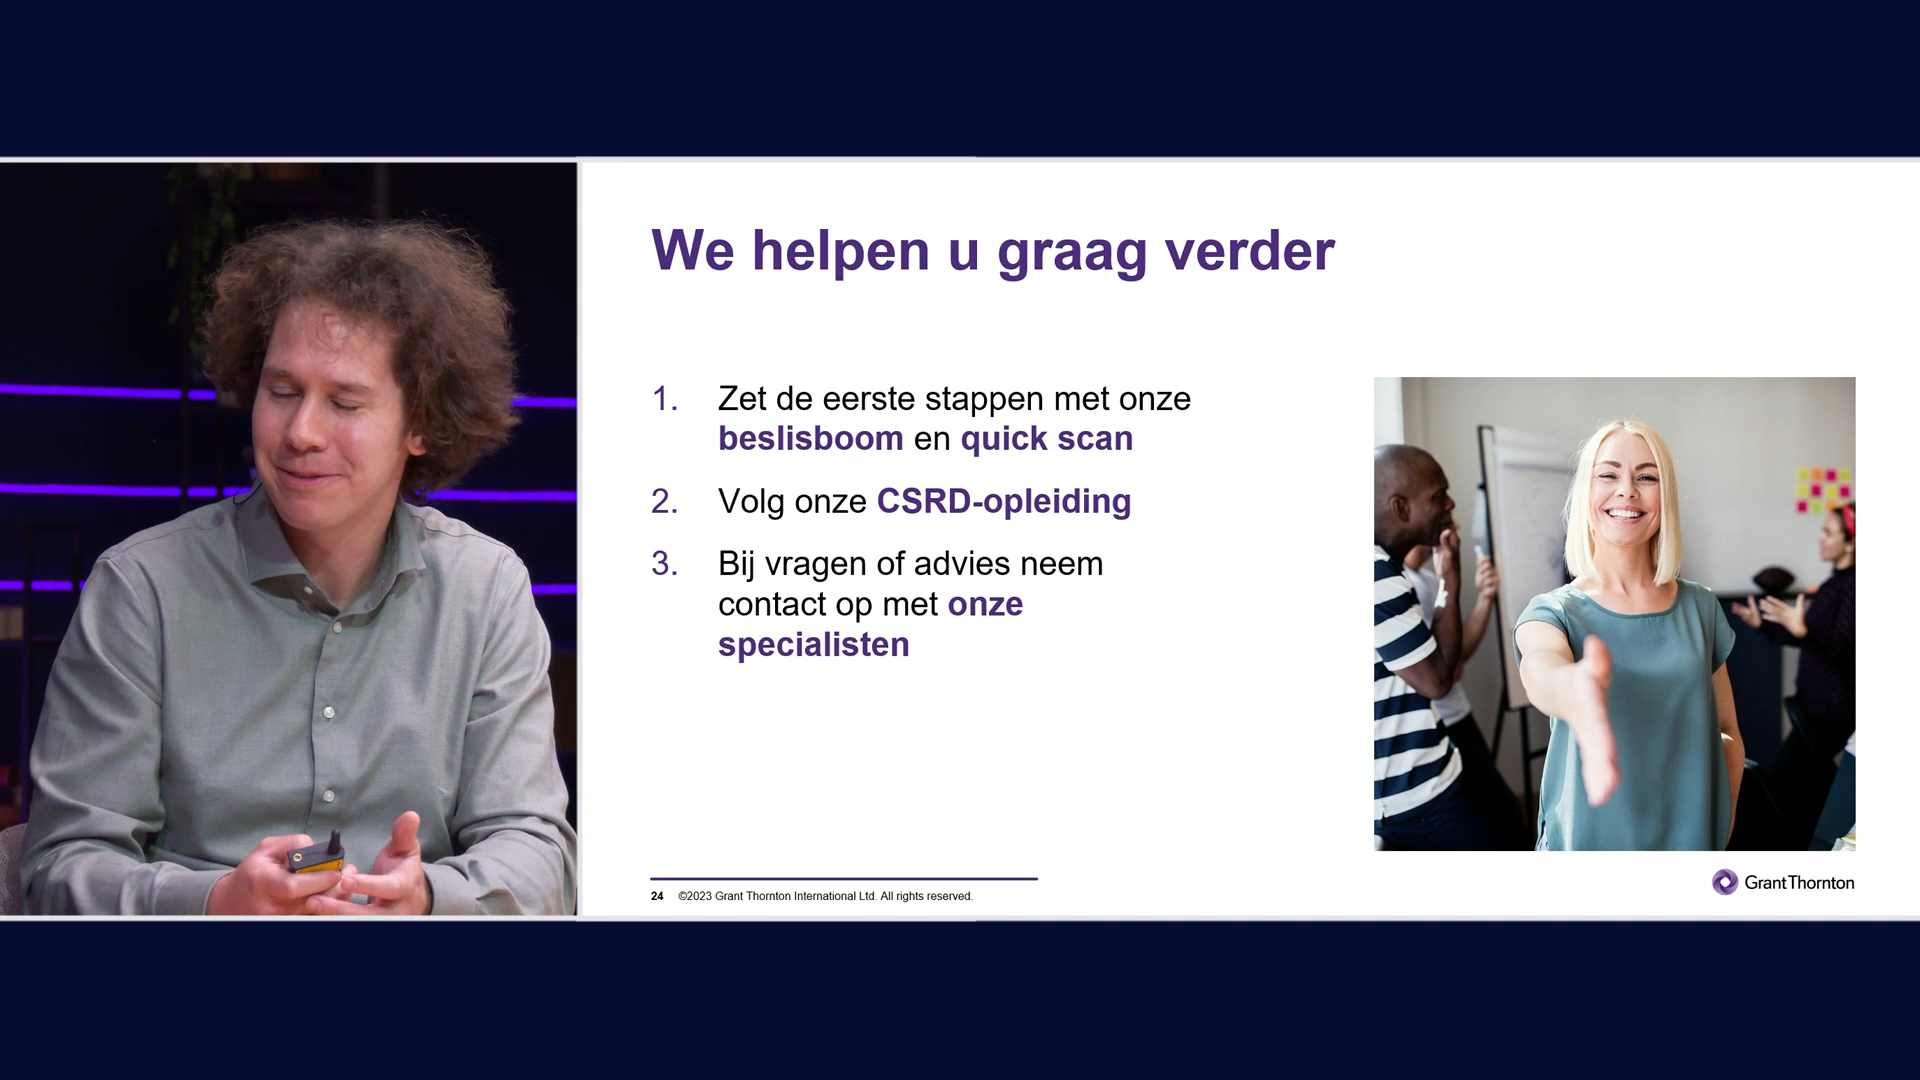 We helpen u graag verder
1. Zet de eerste stappen met onze
beslisboom en quick scan
2. Volg onze CSRD-opleiding
3. Bij vragen of advies neem
contact op met onze
specialisten
24 ©2023 Grant Thornton International Ltd. All rights reserved.
GrantThornton